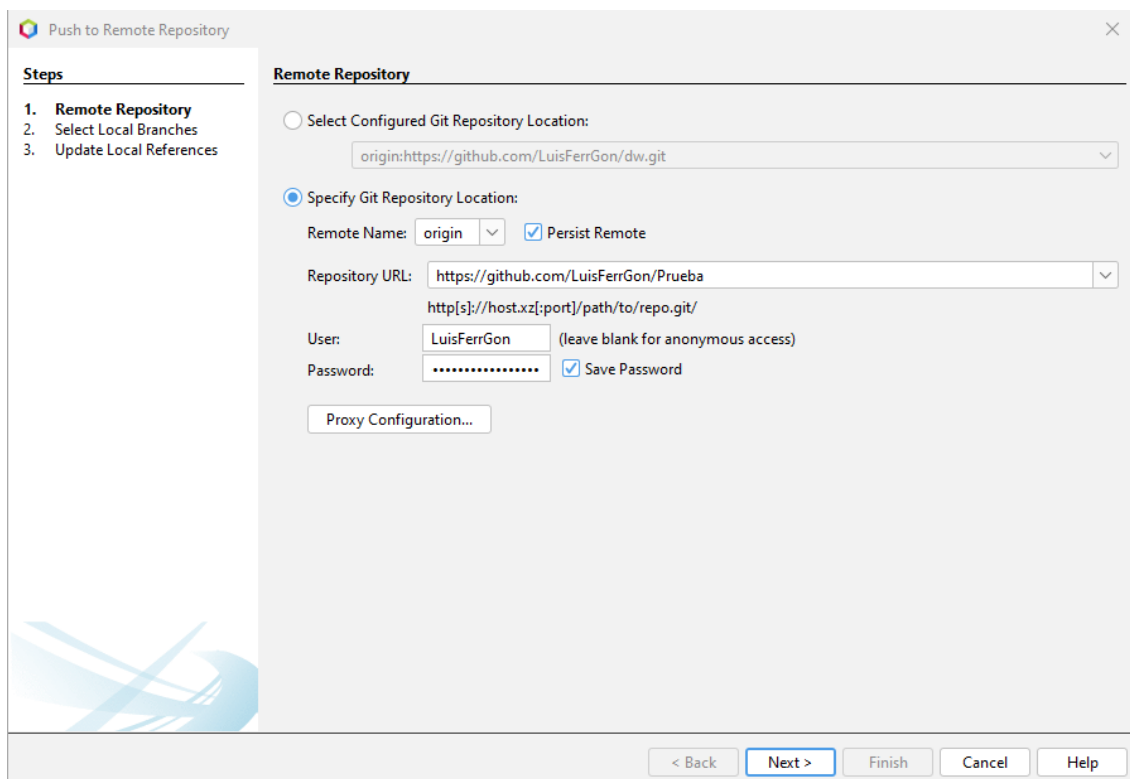 Push to Remote Repository
Steps
1. Remote Repository
2. Select Local Branches
3. Update Local References
Remote Repository
Select Configured Git Repository Location:
origin:https://github.com/LuisFerrGon/dw.git
Specify Git Repository Location:
Remote Name: origin Persist Remote
Repository URL: https://github.com/LuisFerrGon/Prueba
http[s]://host.xz[:port]/path/to/repo.git/
User: LuisFerrGon (leave blank for anonymous access)
Password: ••••••••••••••••• Save Password
Proxy Configuration...
< Back Next > Finish Cancel Help